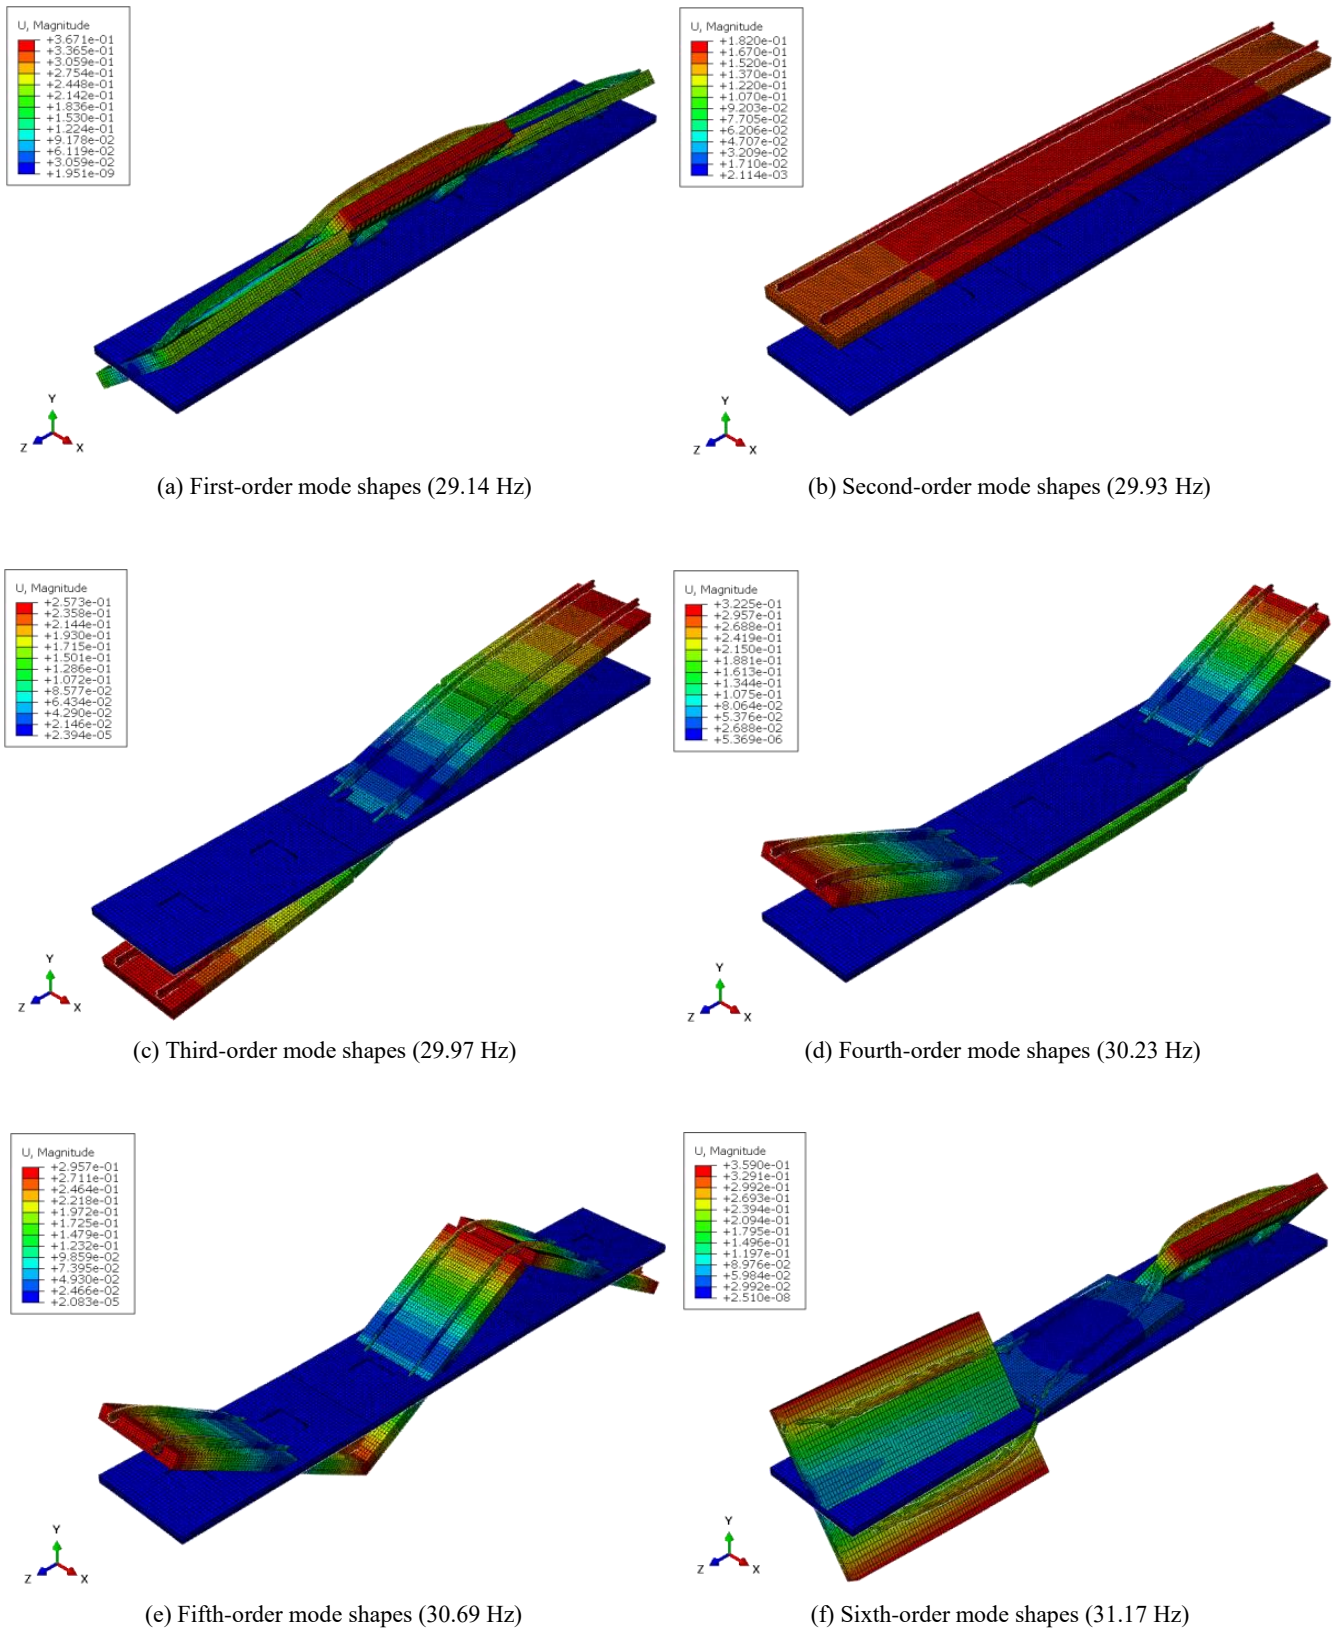 U, Magnitude
+3.671e-01
+3.365e-01
+3.059e-01
+2.754e-01
+2.448e-01
+2.142e-01
+1.836e-01
+1.530e-01
+1.224e-01
+9.178e-02
+6.119e-02
+3.059e-02
+1.951e-09
Y
Z
X
(a) First-order mode shapes (29.14 Hz)
U, Magnitude
+1.820e-01
+1.670e-01
+1.520e-01
+1.370e-01
+1.220e-01
+1.070e-01
+9.203e-02
+7.705e-02
+6.206e-02
+4.707e-02
+3.209e-02
+1.710e-02
+2.114e-03
Y
Z
X
(b) Second-order mode shapes (29.93 Hz)
U, Magnitude
+2.573e-01
+2.358e-01
+2.144e-01
+1.930e-01
+1.715e-01
+1.501e-01
+1.286e-01
+1.072e-01
+8.577e-02
+6.434e-02
+4.290e-02
+2.146e-02
+2.394e-05
Y
Z
X
(c) Third-order mode shapes (29.97 Hz)
U, Magnitude
+3.225e-01
+2.957e-01
+2.688e-01
+2.419e-01
+2.150e-01
+1.881e-01
+1.613e-01
+1.344e-01
+1.075e-01
+8.064e-02
+5.376e-02
+2.688e-02
+5.369e-06
Y
Z
X
(d) Fourth-order mode shapes (30.23 Hz)
U, Magnitude
+2.957e-01
+2.711e-01
+2.464e-01
+2.218e-01
+1.972e-01
+1.725e-01
+1.479e-01
+1.232e-01
+9.859e-02
+7.395e-02
+4.930e-02
+2.466e-02
+2.083e-05
Y
Z
X
(e) Fifth-order mode shapes (30.69 Hz)
U, Magnitude
+3.590e-01
+3.291e-01
+2.992e-01
+2.693e-01
+2.394e-01
+2.094e-01
+1.795e-01
+1.496e-01
+1.197e-01
+8.976e-02
+5.984e-02
+2.992e-02
+2.510e-08
Y
Z
X
(f) Sixth-order mode shapes (31.17 Hz)